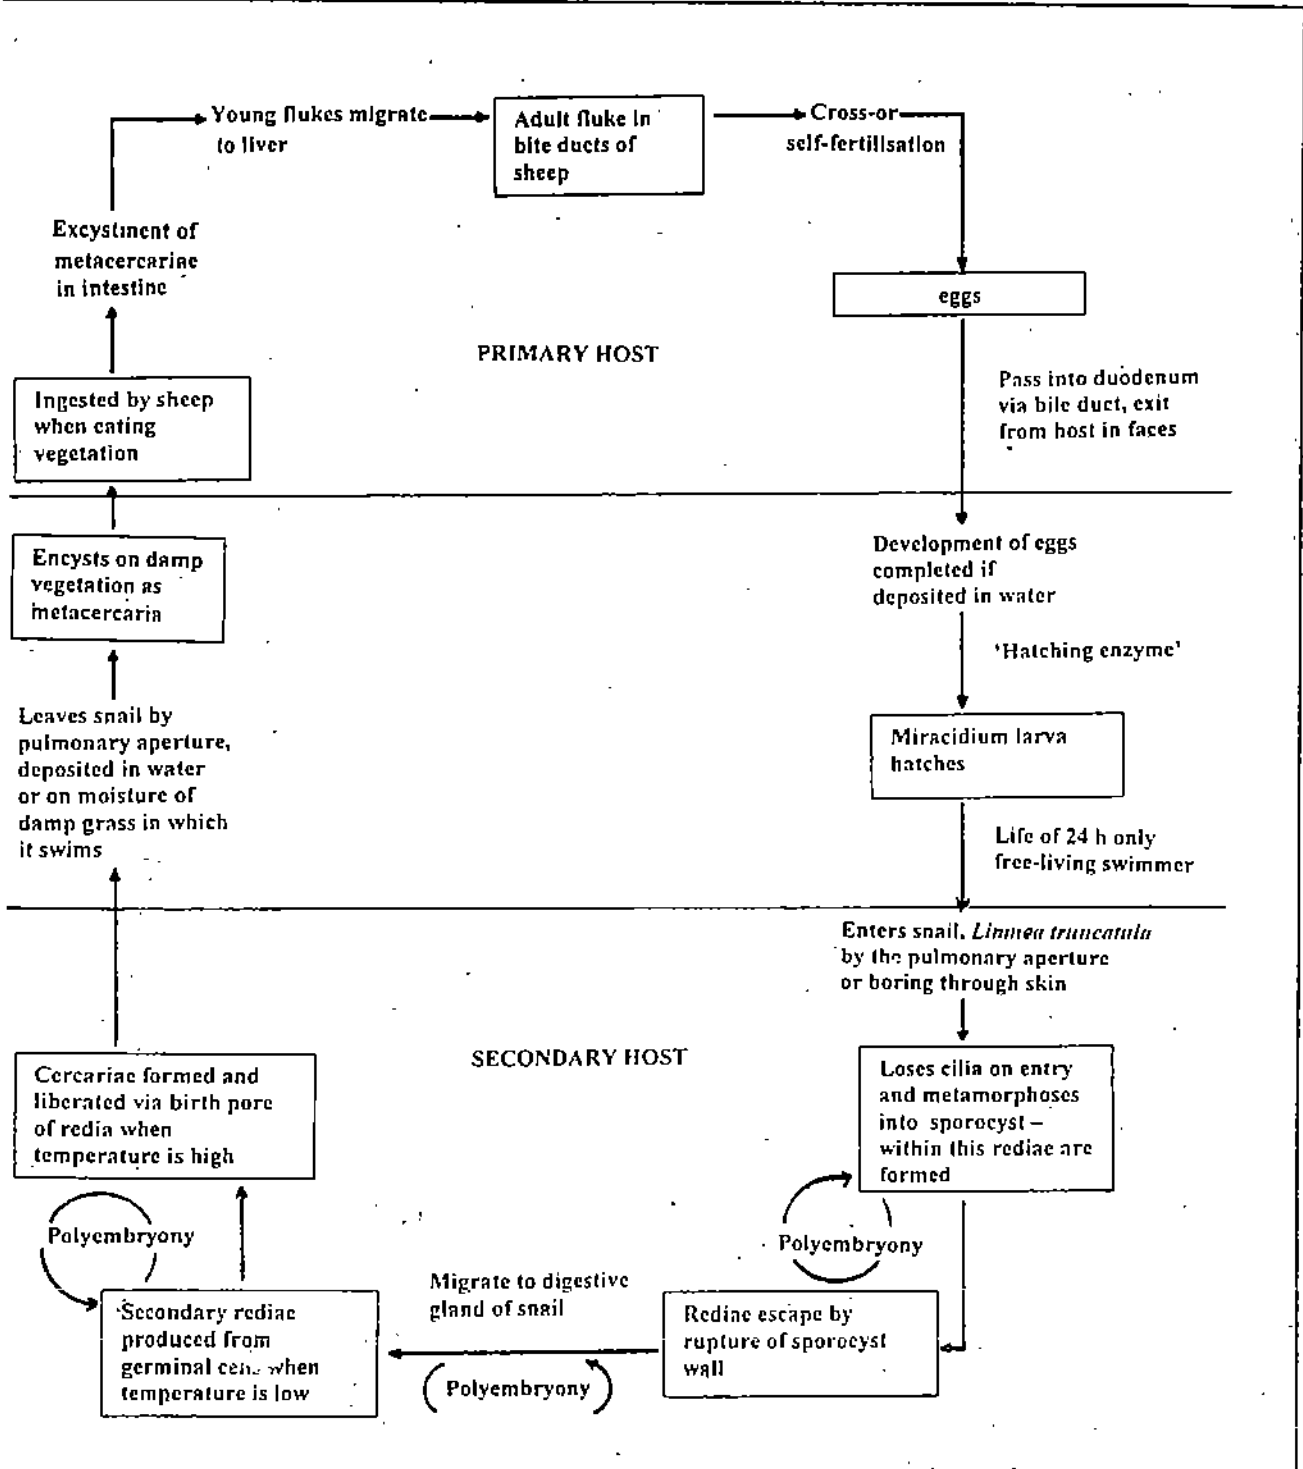 Young flukes migrate
to liver
Adult fluke in
bite ducts of
sheep
Cross-or
self-fertilisation
eggs
Excystment of
metacercariae
in intestine
PRIMARY HOST
Pass into duodenum
via bile duct, exit
from host in faces
Ingested by sheep
when eating
vegetation
Encysts on damp
vegetation as
metacercaria
Development of eggs
completed if
deposited in water
'Hatching enzyme'
Leaves snail by
pulmonary aperture,
deposited in water
or on moisture of
damp grass in which
it swims
Miracidium larva
hatches
Life of 24 h only
free-living swimmer
Enters snail, truncatula
by the pulmonary aperture
or boring through skin
SECONDARY HOST
Cercariae formed and
liberated via birth pore
of redia when
temperature is high
Loses cilia on entry
and metamorphoses
into sporocyst –
within this rediae are
formed
Polyembryony
Polyembryony
Migrate to digestive
gland of snail
Secondary rediae
produced from
germinal when
temperature is low
Rediae escape by
rupture of sporocyst
wall
Polyembryony